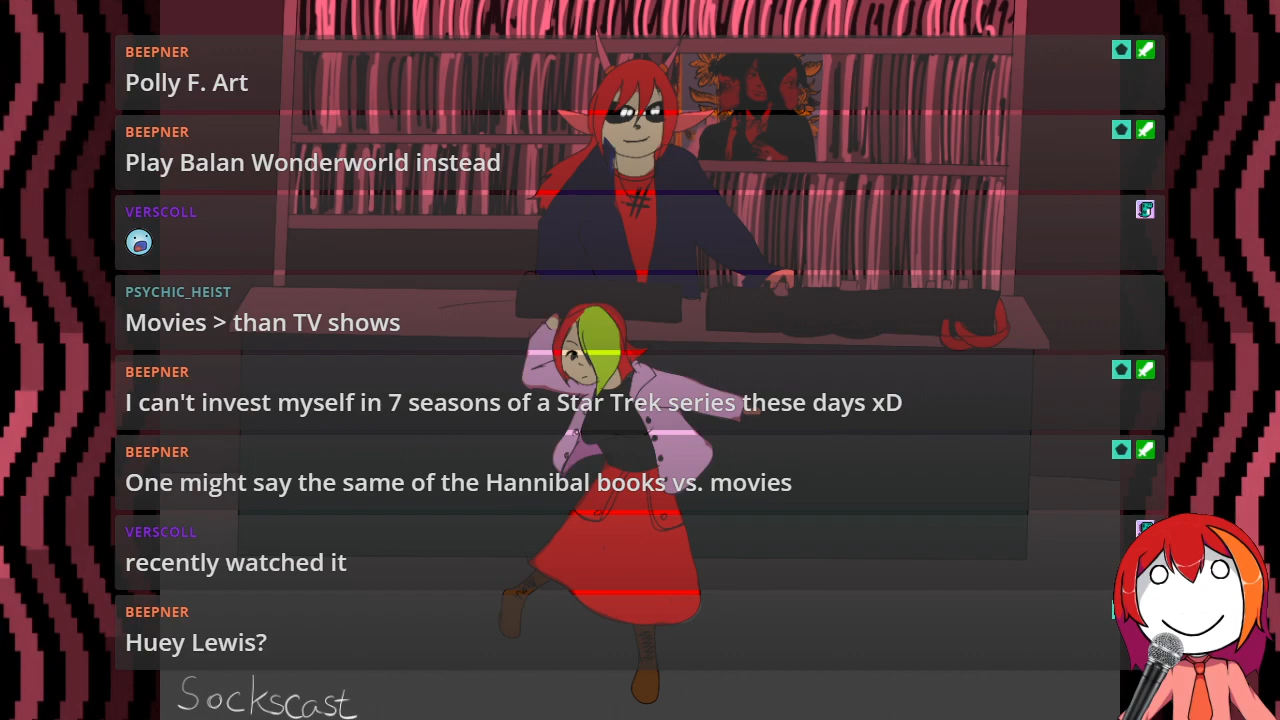 BEEPNER
Polly F. Art
BEEPNER
Play Balan Wonderworld instead
VERSCOLL
PSYCHIC_HEIST
Movies > than TV shows
BEEPNER
I can't invest myself in 7 seasons of a Star Trek series these days xD
BEEPNER
One might say the same of the Hannibal books vs. movies
VERSCOLL
recently watched it
BEEPNER
Huey Lewis?
Sockscast